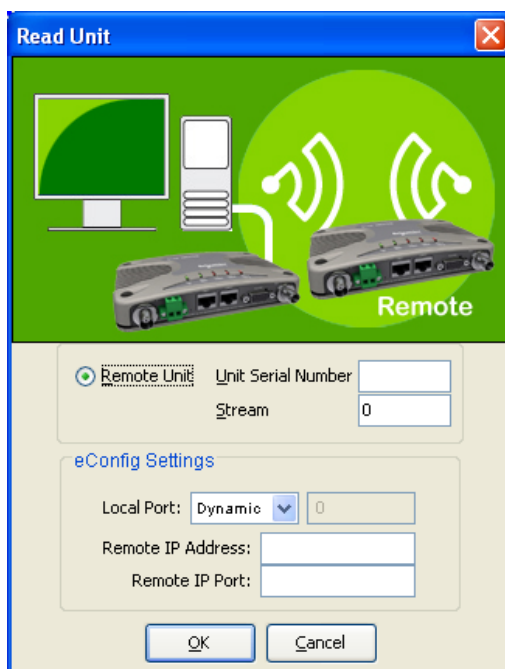 Read Unit
Remote
Remote Unit Unit Serial Number
Stream 0
eConfig Settings
Local Port: Dynamic 0
Remote IP Address:
Remote IP Port:
OK Cancel